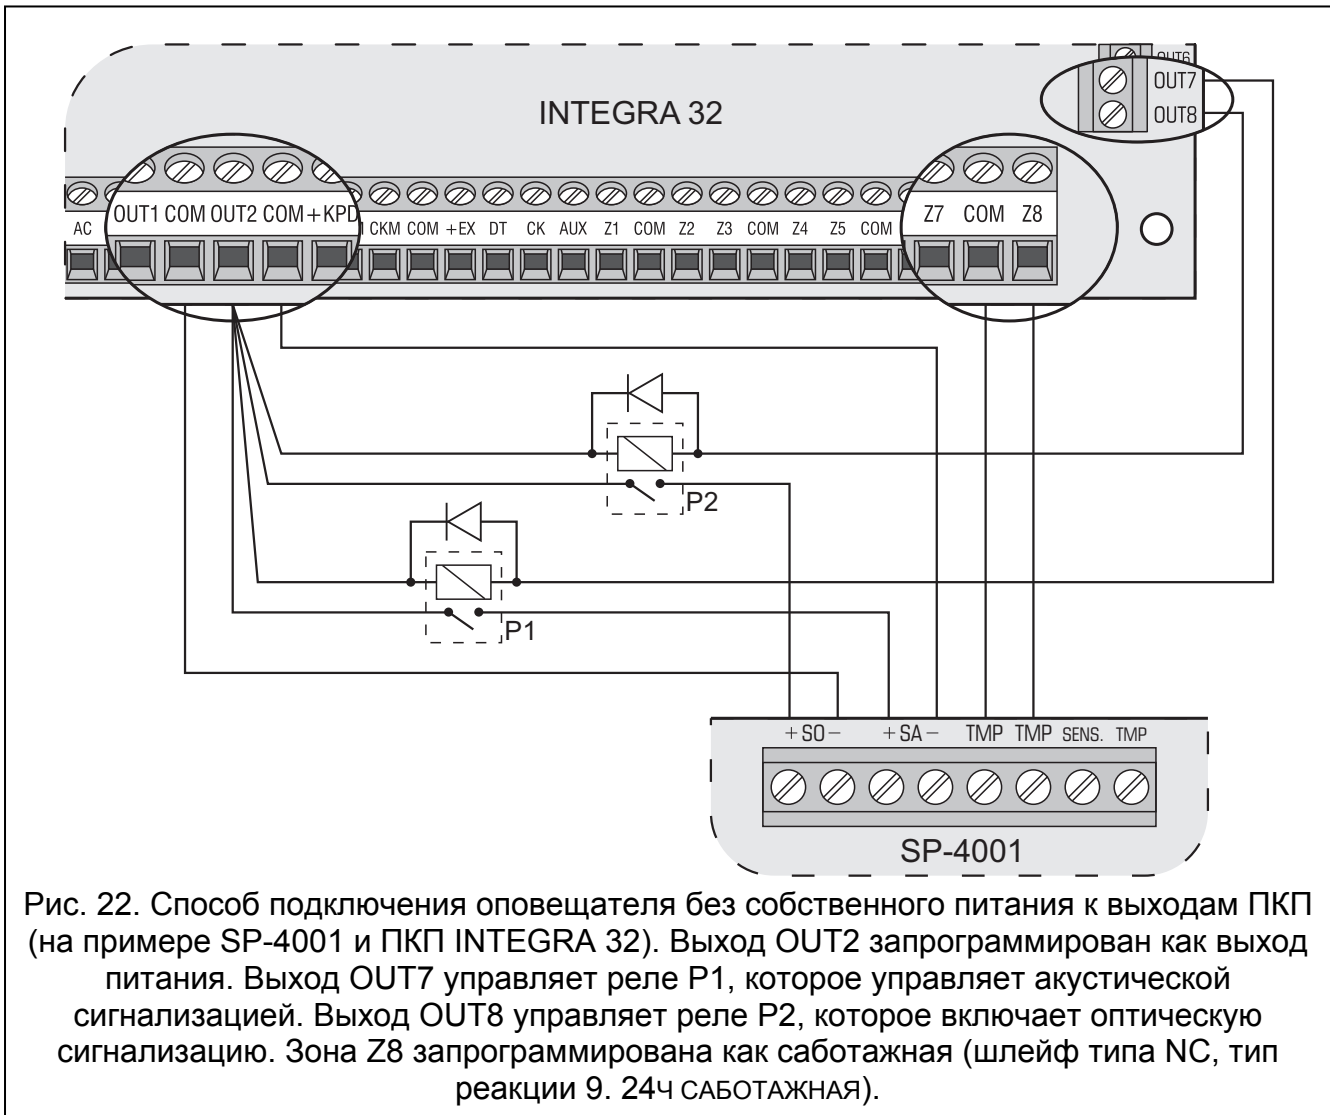 OUT6
OUT7
INTEGRA 32
OUT8
AC OUT1 COM OUT2 COM +KPD CKM COM +EX DT CK AUX Z1 COM Z2 Z3 COM Z4 Z5 COM Z7 COM Z8
P2
P1
+ SO – + SA – TMP TMP SENS. TMP
SP-4001
Рис. 22. Способ подключения оповещателя без собственного питания к выходам ПКП
(на примере SP-4001 и ПКП INTEGRA 32). Выход OUT2 запрограммирован как выход
питания. Выход OUT7 управляет реле P1, которое управляет акустической
сигнализацией. Выход OUT8 управляет реле P2, которое включает оптическую
сигнализацию. Зона Z8 запрограммирована как саботажная (шлейф типа NC, тип
реакции 9. 24Ч САБОТАЖНАЯ).